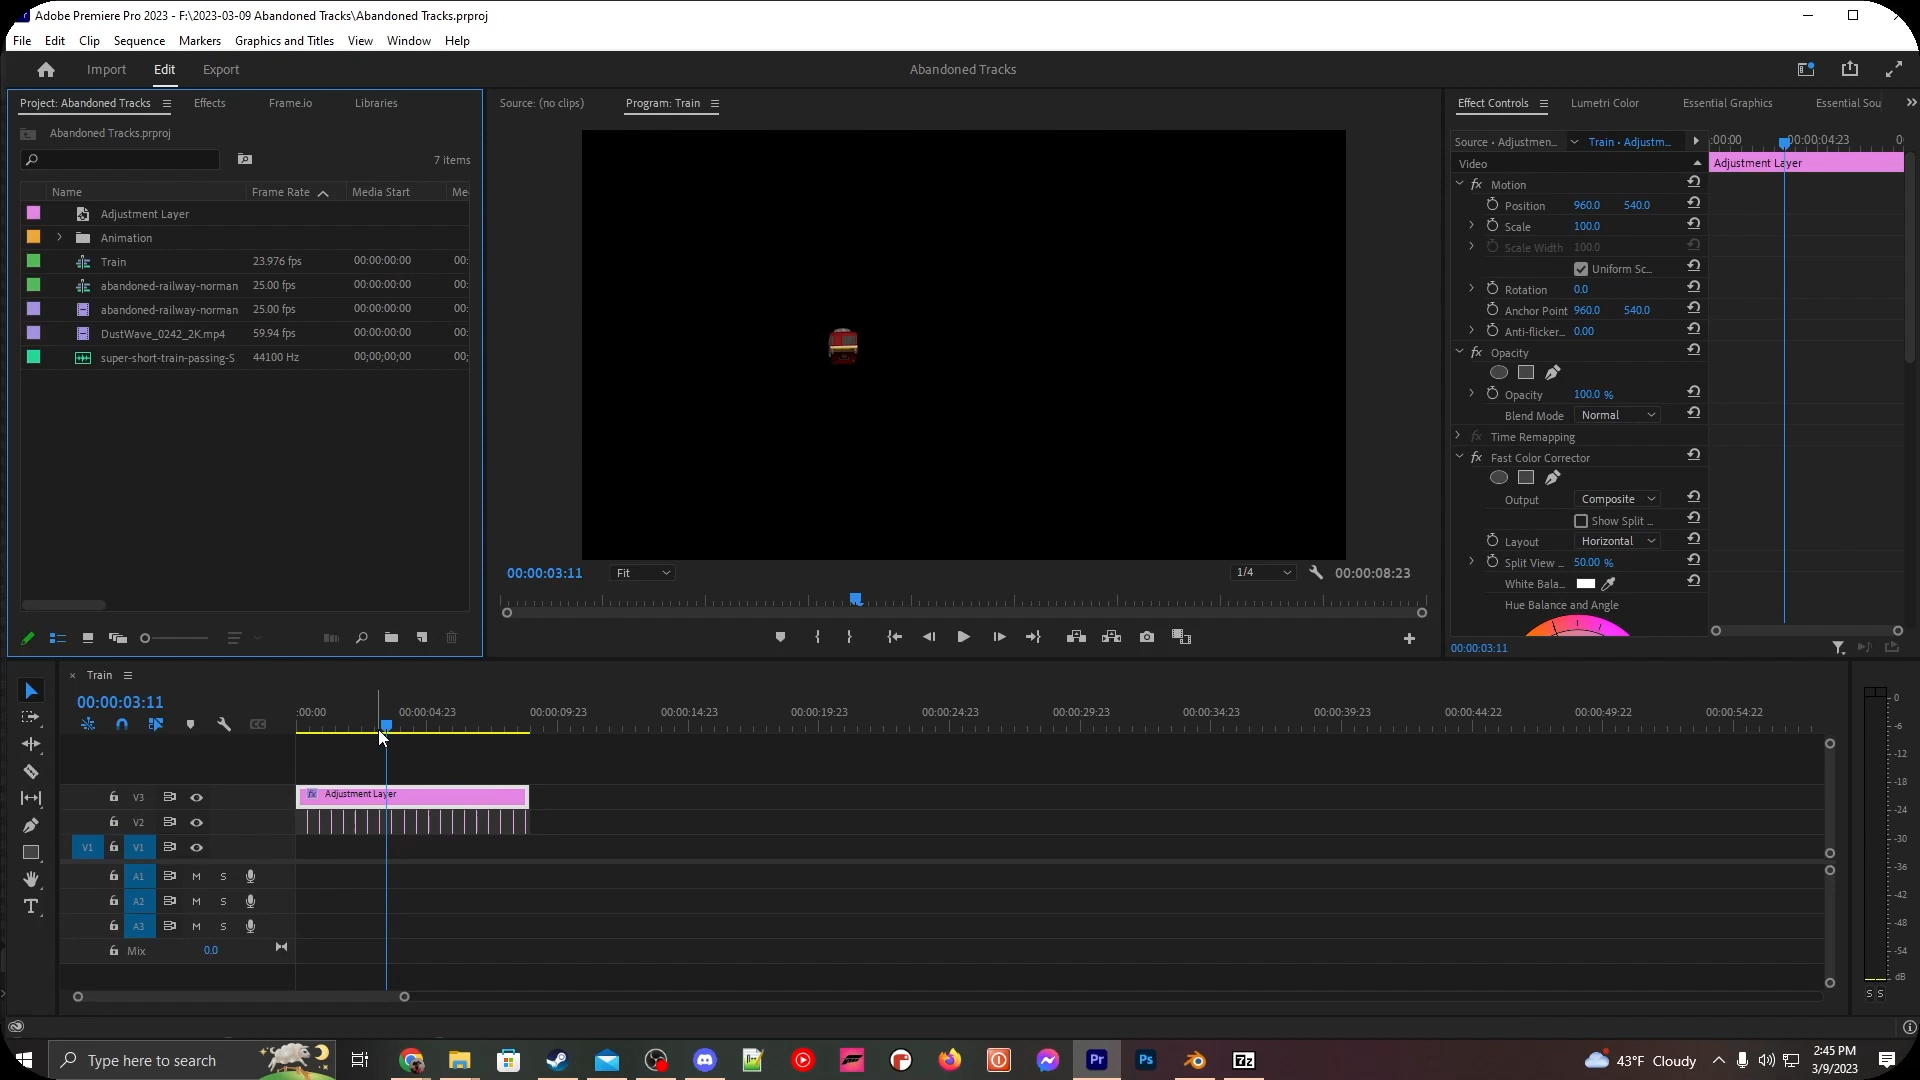 Adobe Premiere Pro 2023 - F:\2023-03-09 Abandoned Tracks\Abandoned Tracks.prproj
File Edit Clip Sequence Markers Graphics and Titles View Window Help
Import Edit Export Abandoned Tracks
Project: Abandoned Tracks Effects Frame.io Libraries
Source: (no clips) Program: Train
Effect Controls Lumetri Color Essential Graphics Essential Sou
Abandoned Tracks.prproj
7 items
Name Frame Rate Media Start Me
Adjustment Layer
Animation
Train 23.976 fps 00:00:00:00 00:
abandoned-railway-norman 25.00 fps 00:00:00:00 00:
abandoned-railway-norman 25.00 fps 00:00:00:00 00:
DustWave_0242_2K.mp4 59.94 fps 00:00:00:00 00:
super-short-train-passing-S 44100 Hz 00;00;00;00 00;
00:00:03:11 Fit 1/4 00:00:08:23
Source • Adjustmen... Train • Adjustm... :00:00 00:00:04:23 0
Video Adjustment Layer
fx Motion
Position 960.0 540.0
Scale 100.0
Scale Width 100.0
Uniform Sc...
Rotation 0.0
Anchor Point 960.0 540.0
Anti-flicker... 0.00
fx Opacity
Opacity 100.0 %
Blend Mode Normal
fx Time Remapping
fx Fast Color Corrector
Output Composite
Show Split ...
Layout Horizontal
Split View ... 50.00 %
White Bala...
Hue Balance and Angle
00:00:03:11
× Train
00:00:03:11
:00:00 00:00:04:23 00:00:09:23 00:00:14:23 00:00:19:23 00:00:24:23 00:00:29:23 00:00:34:23 00:00:39:23 00:00:44:22 00:00:49:22 00:00:54:22
CC
V3 fx Adjustment Layer
V2
V1 V1
A1 M S
A2 M S
A3 M S
Mix 0.0
0
-6
-12
-18
-24
-30
-36
-42
-48
-54
dB
S S
Type here to search
Pr
Ps
7z
43°F Cloudy
2:45 PM
3/9/2023